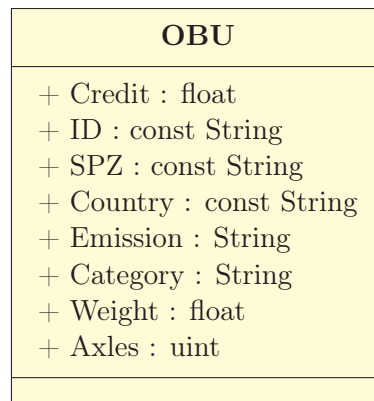 OBU
+ Credit : float
+ ID : const String
+ SPZ : const String
+ Country : const String
+ Emission : String
+ Category : String
+ Weight : float
+ Axles : uint